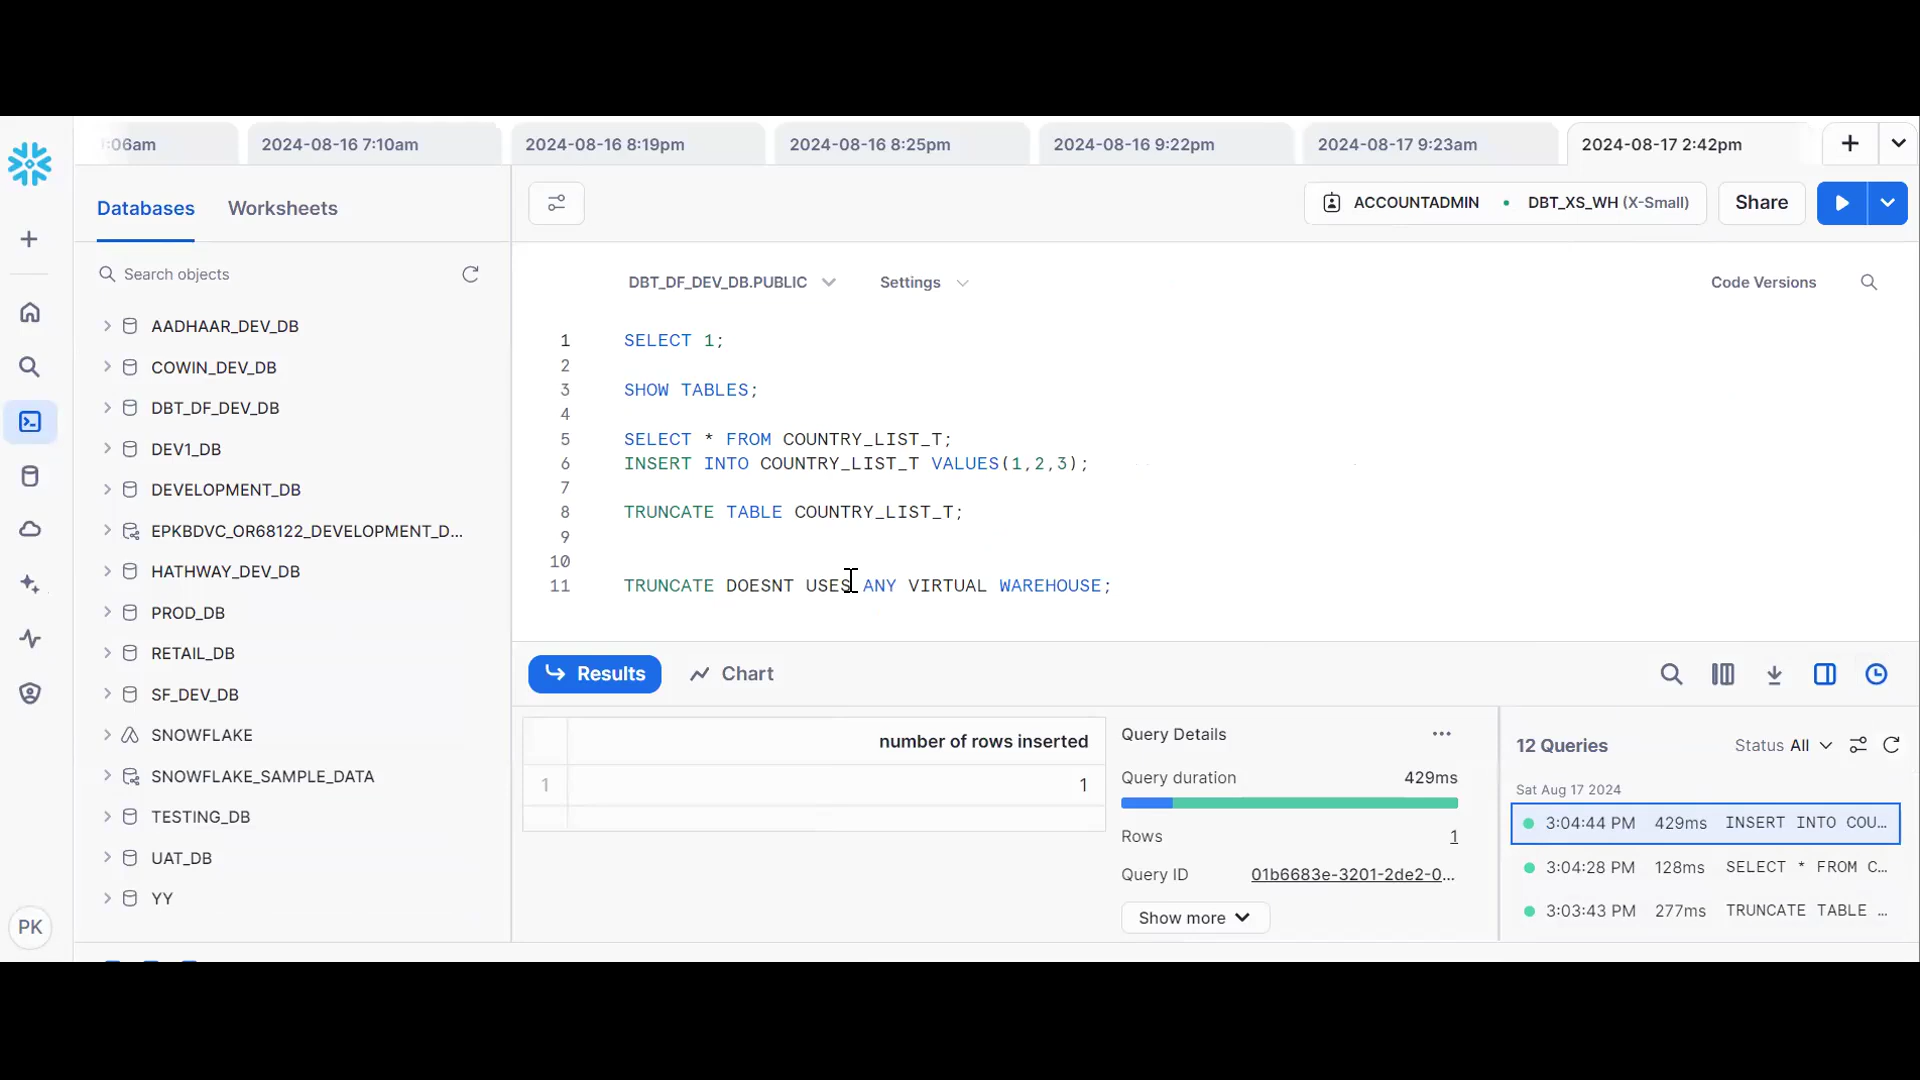 :06am
2024-08-16 7:10am
2024-08-16 8:19pm
2024-08-16 8:25pm
2024-08-16 9:22pm
2024-08-17 9:23am
2024-08-17 2:42pm
Databases
Worksheets
ACCOUNTADMIN
DBT_XS_WH (X-Small)
Share
Search objects
AADHAAR_DEV_DB
COWIN_DEV_DB
DBT_DF_DEV_DB
DEV1_DB
DEVELOPMENT_DB
EPKBDVC_OR68122_DEVELOPMENT_D...
HATHWAY_DEV_DB
PROD_DB
RETAIL_DB
SF_DEV_DB
SNOWFLAKE
SNOWFLAKE_SAMPLE_DATA
TESTING_DB
UAT_DB
YY
PK
DBT_DF_DEV_DB.PUBLIC
Settings
Code Versions
1 SELECT 1;
2
3 SHOW TABLES;
4
5 SELECT * FROM COUNTRY_LIST_T;
6 INSERT INTO COUNTRY_LIST_T VALUES(1,2,3);
7
8 TRUNCATE TABLE COUNTRY_LIST_T;
9
10
11 TRUNCATE DOESNT USES ANY VIRTUAL WAREHOUSE;
Results
Chart
number of rows inserted
1 1
Query Details ...
Query duration 429ms
Rows 1
Query ID 01b6683e-3201-2de2-0...
Show more
12 Queries
Status All
Sat Aug 17 2024
3:04:44 PM 429ms INSERT INTO COU...
3:04:28 PM 128ms SELECT * FROM C...
3:03:43 PM 277ms TRUNCATE TABLE ...